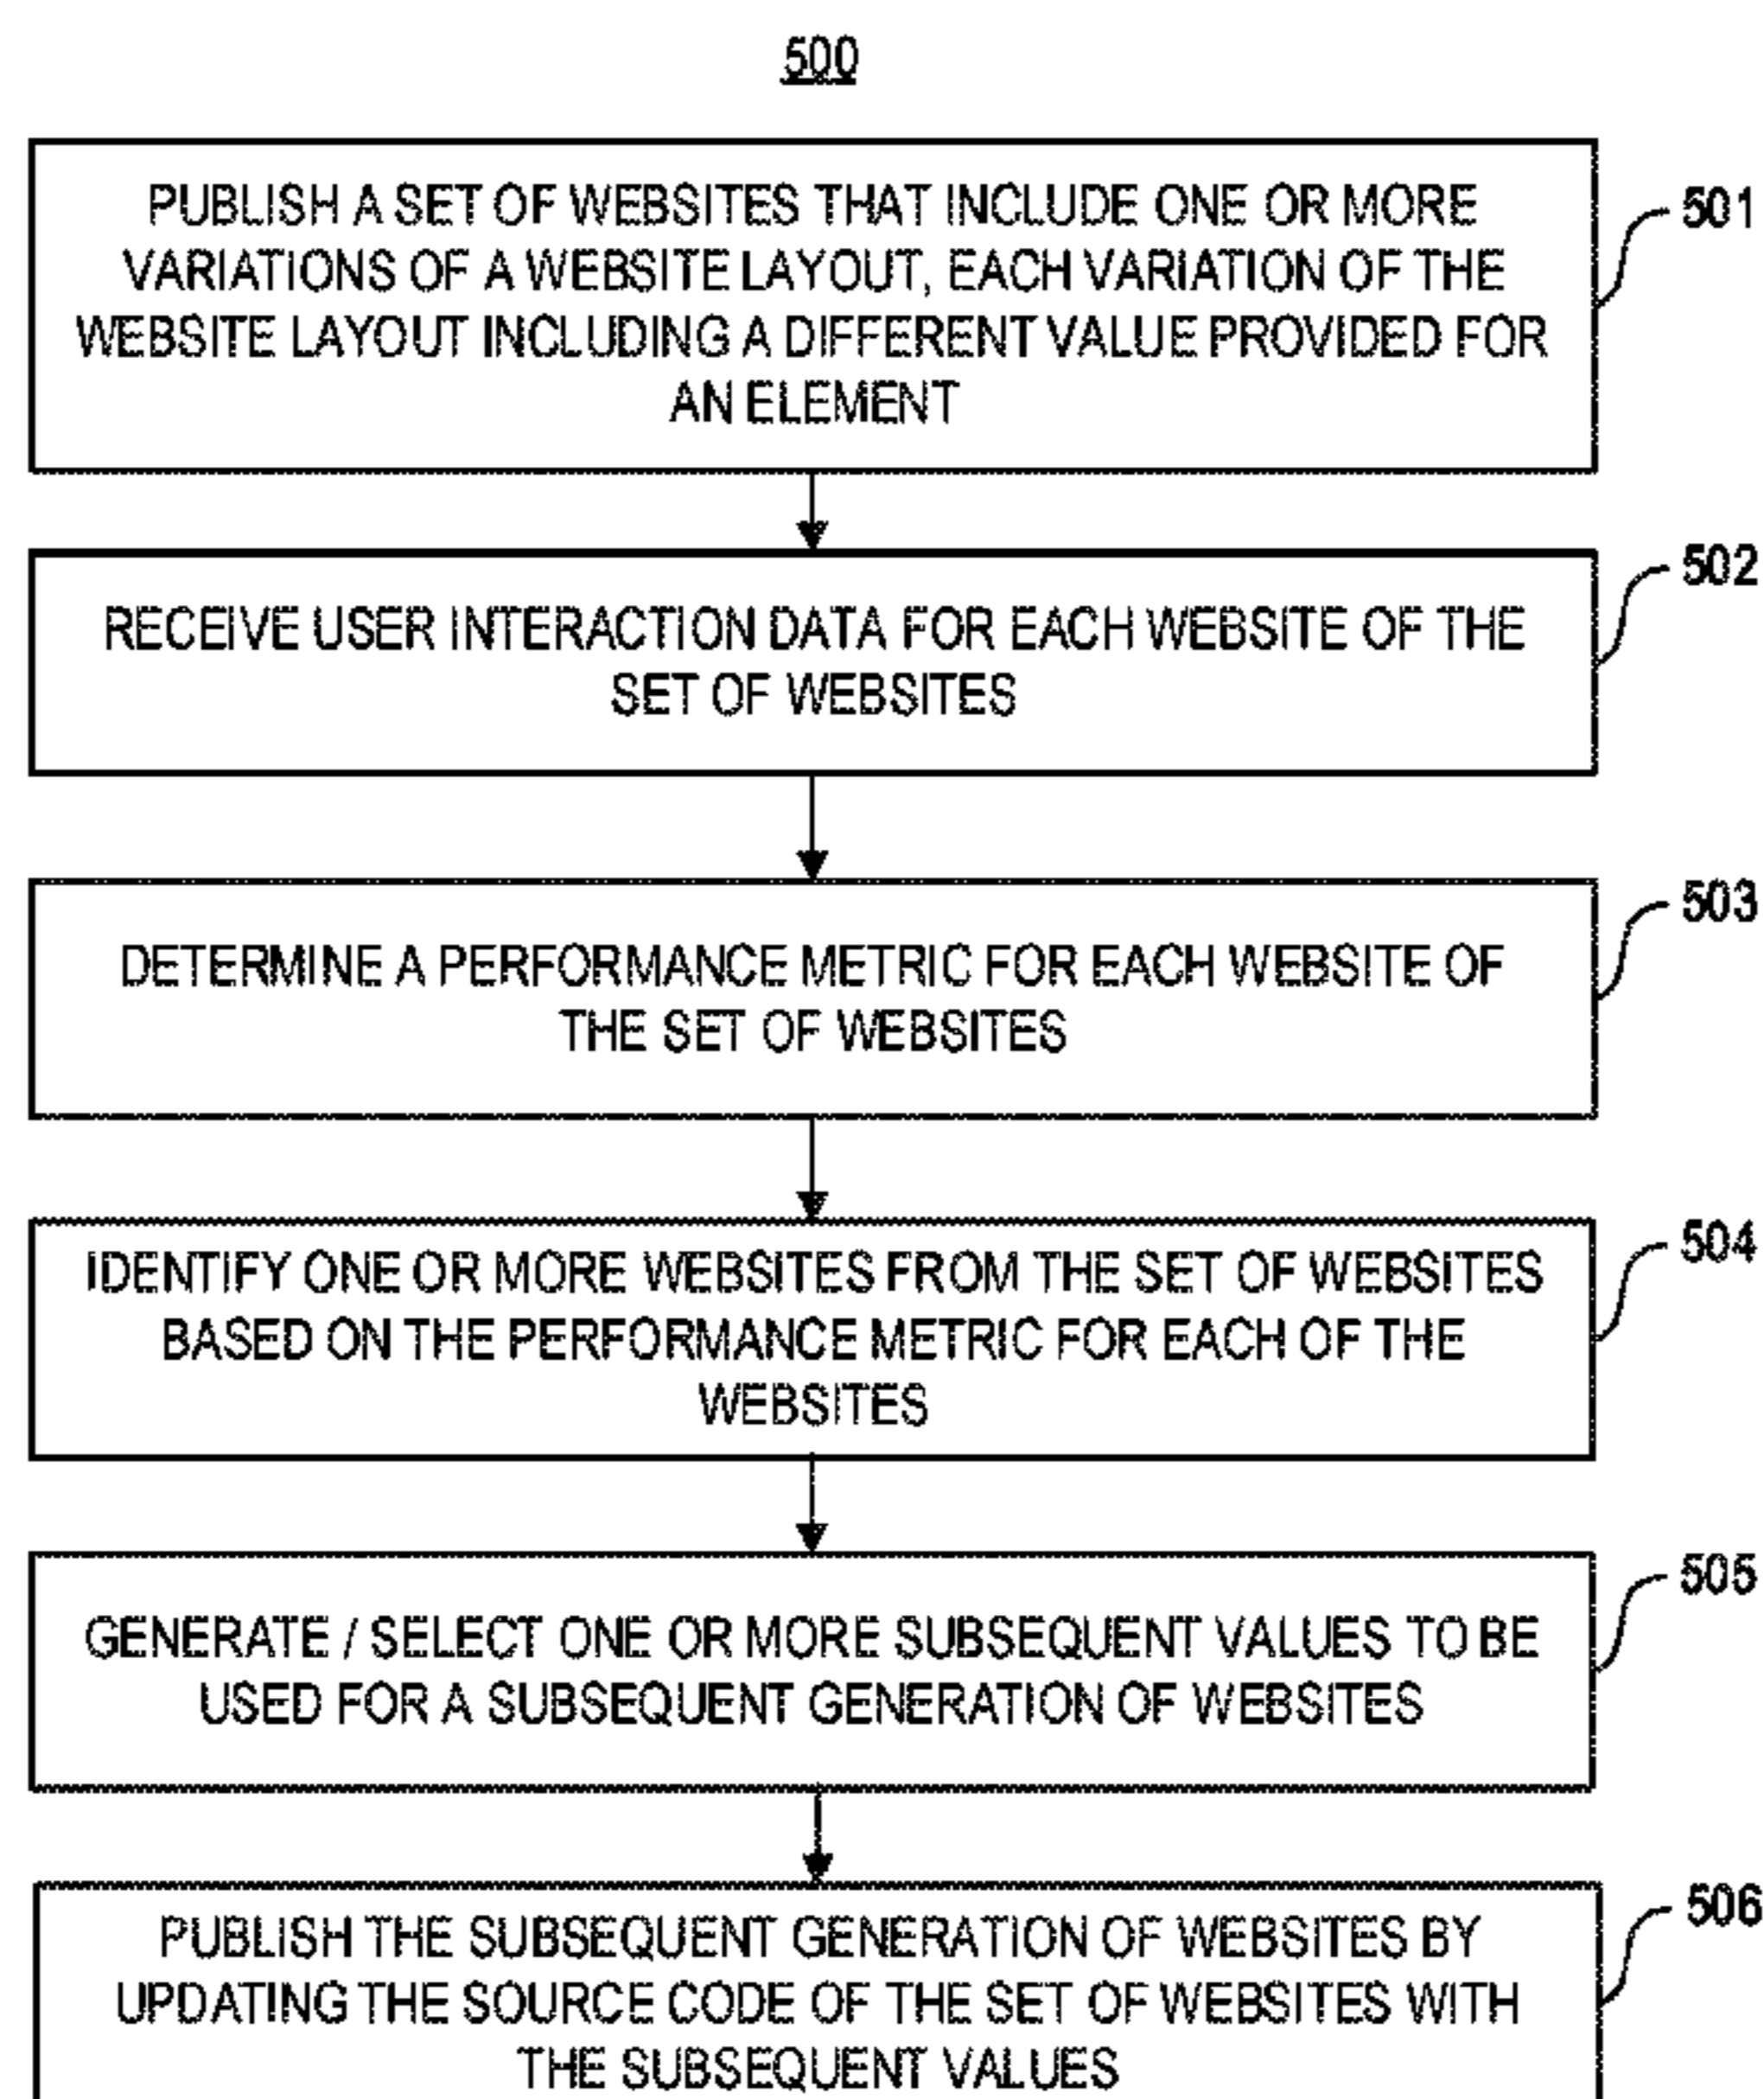 500
PUBLISH A SET OF WEBSITES THAT INCLUDE ONE OR MORE
VARIATIONS OF A WEBSITE LAYOUT, EACH VARIATION OF THE
WEBSITE LAYOUT INCLUDING A DIFFERENT VALUE PROVIDED FOR
AN ELEMENT
501
RECEIVE USER INTERACTION DATA FOR EACH WEBSITE OF THE
SET OF WEBSITES
502
DETERMINE A PERFORMANCE METRIC FOR EACH WEBSITE OF
THE SET OF WEBSITES
503
IDENTIFY ONE OR MORE WEBSITES FROM THE SET OF WEBSITES
BASED ON THE PERFORMANCE METRIC FOR EACH OF THE
WEBSITES
504
GENERATE / SELECT ONE OR MORE SUBSEQUENT VALUES TO BE
USED FOR A SUBSEQUENT GENERATION OF WEBSITES
505
PUBLISH THE SUBSEQUENT GENERATION OF WEBSITES BY
UPDATING THE SOURCE CODE OF THE SET OF WEBSITES WITH
THE SUBSEQUENT VALUES
506